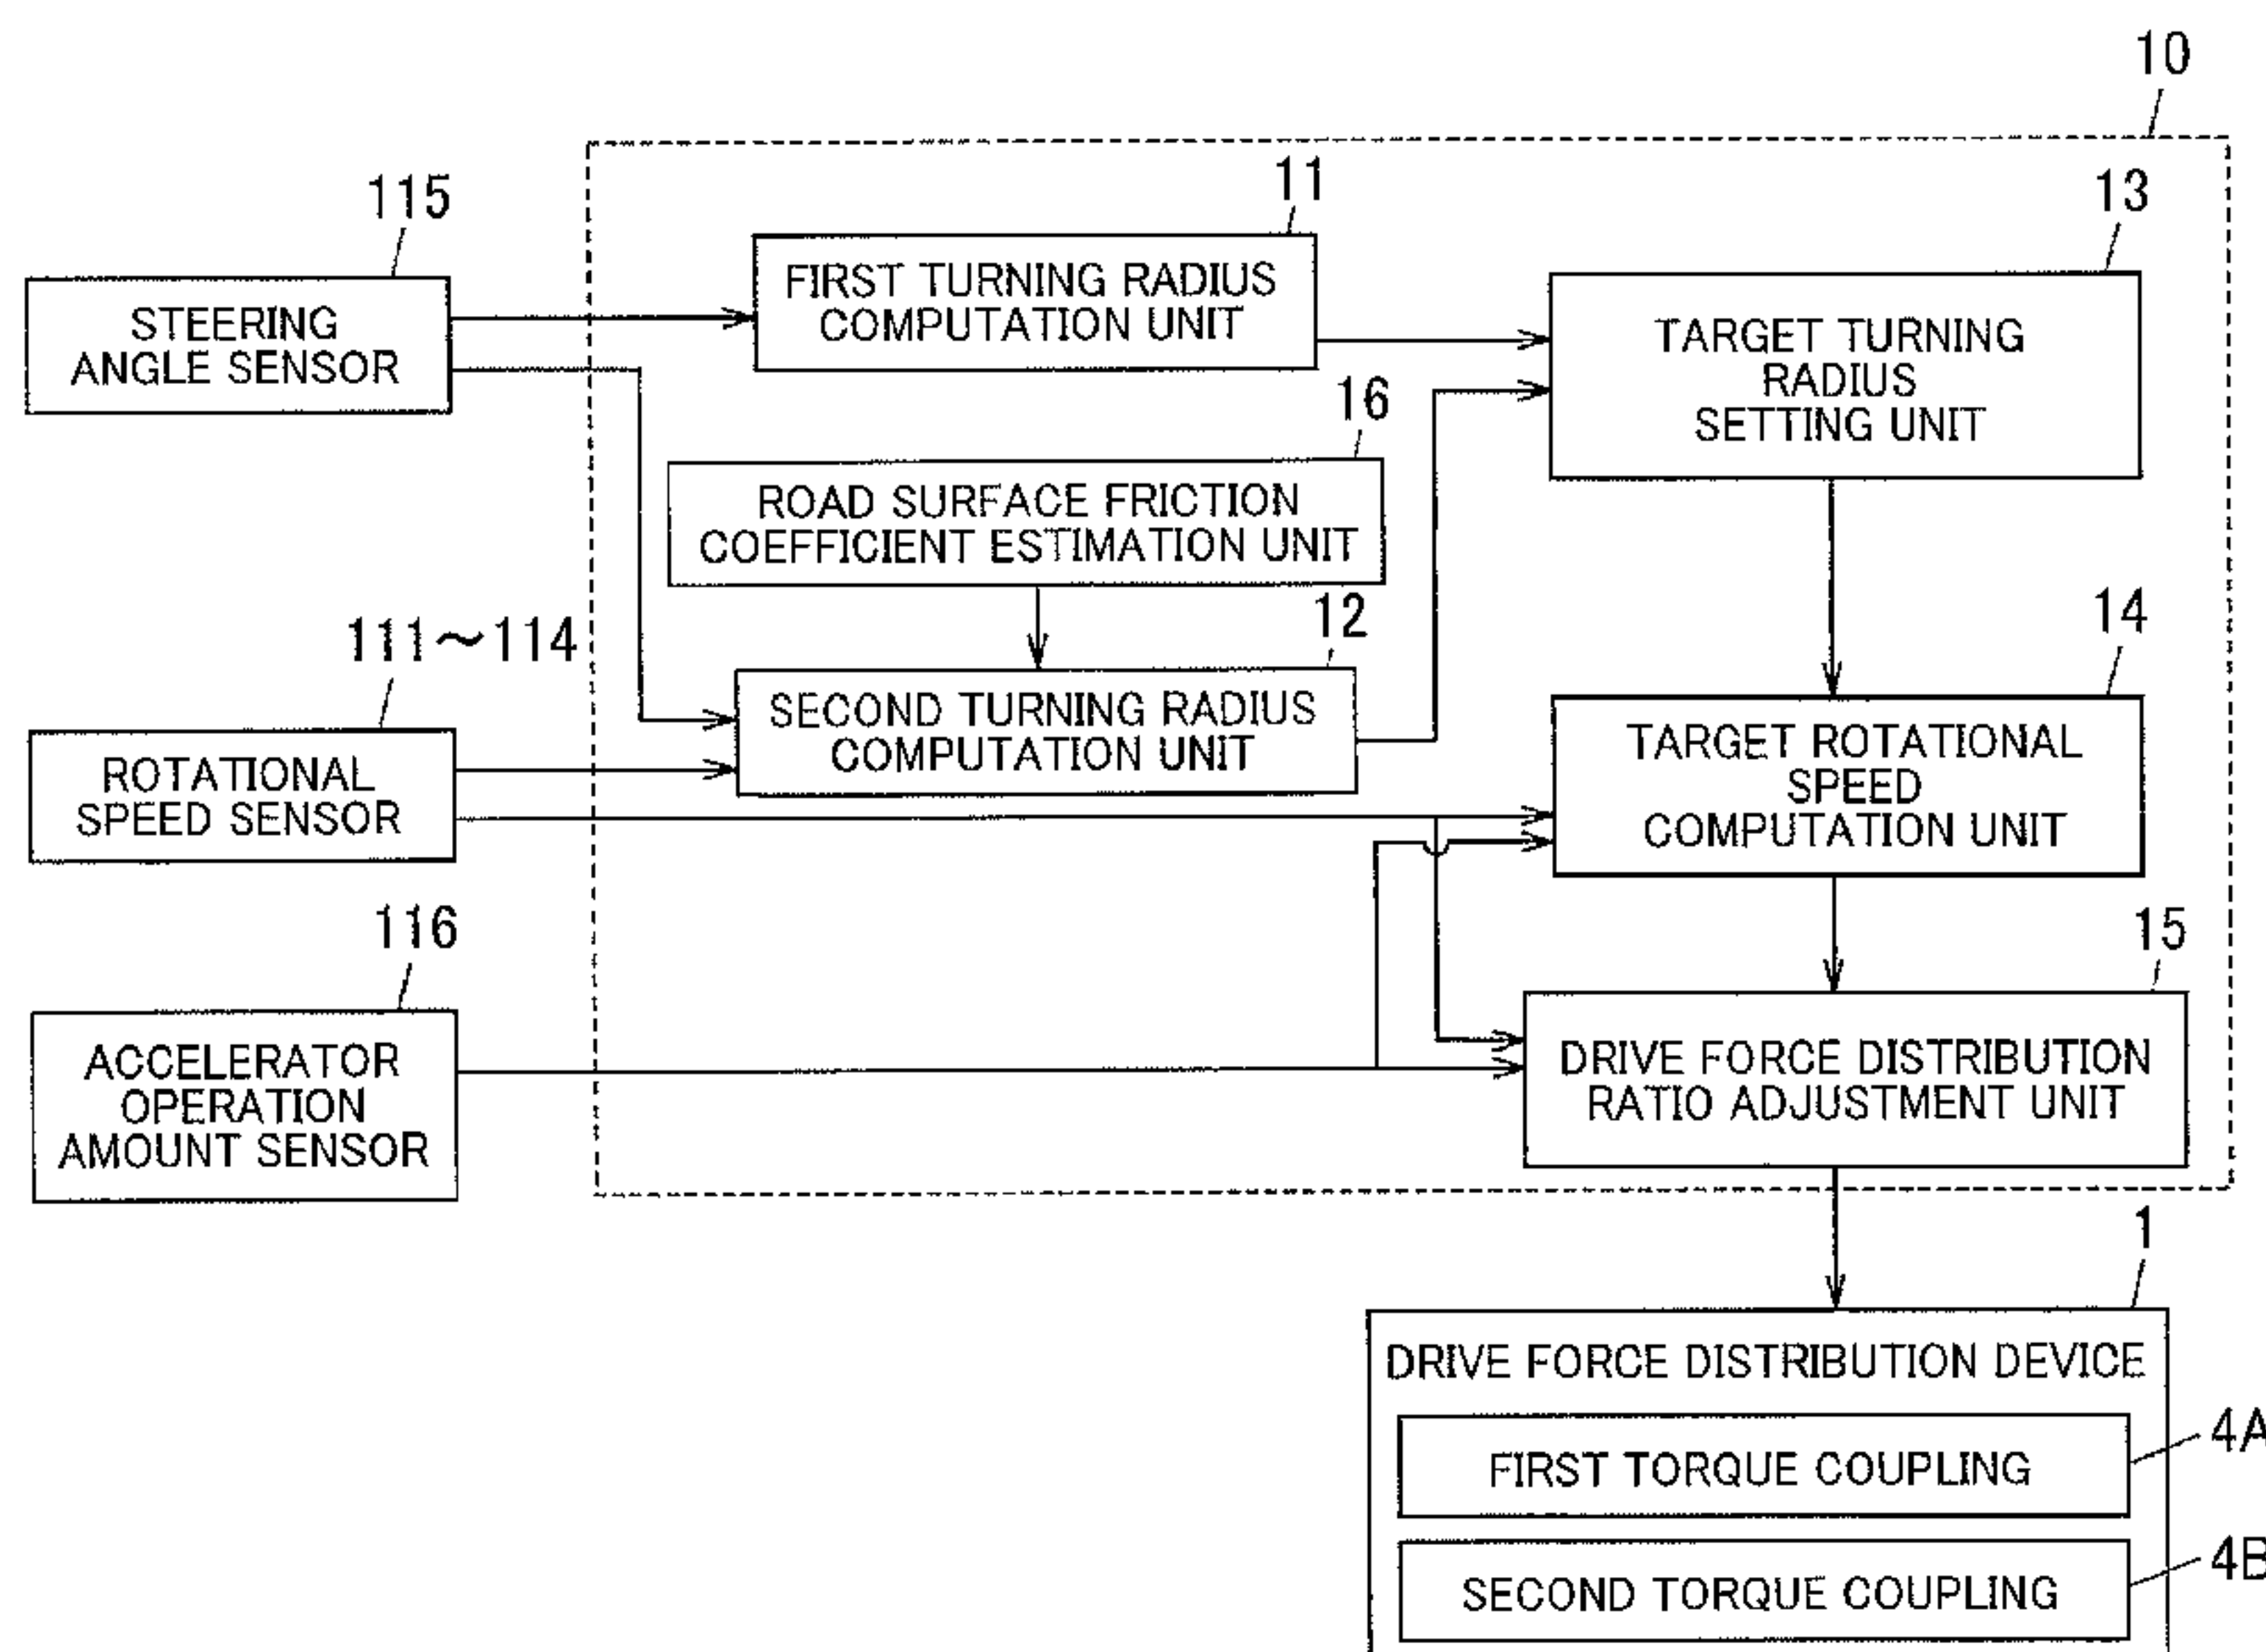 10
115
11
13
STEERING
ANGLE SENSOR
FIRST TURNING RADIUS
COMPUTATION UNIT
TARGET TURNING
RADIUS
SETTING UNIT
16
ROAD SURFACE FRICTION
COEFFICIENT ESTIMATION UNIT
111～114
12
14
ROTATIONAL
SPEED SENSOR
SECOND TURNING RADIUS
COMPUTATION UNIT
TARGET ROTATIONAL
SPEED
COMPUTATION UNIT
116
15
ACCELERATOR
OPERATION
AMOUNT SENSOR
DRIVE FORCE DISTRIBUTION
RATIO ADJUSTMENT UNIT
1
DRIVE FORCE DISTRIBUTION DEVICE
FIRST TORQUE COUPLING
4A
SECOND TORQUE COUPLING
4B